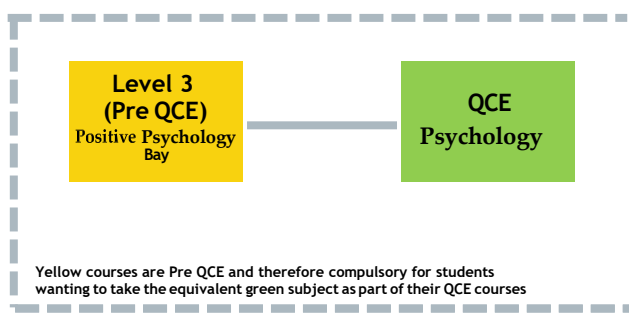 Level 3
(Pre QCE)
Positive Psychology
Bay
QCE
Psychology
Yellow courses are Pre QCE and therefore compulsory for students
wanting to take the equivalent green subject as part of their QCE courses